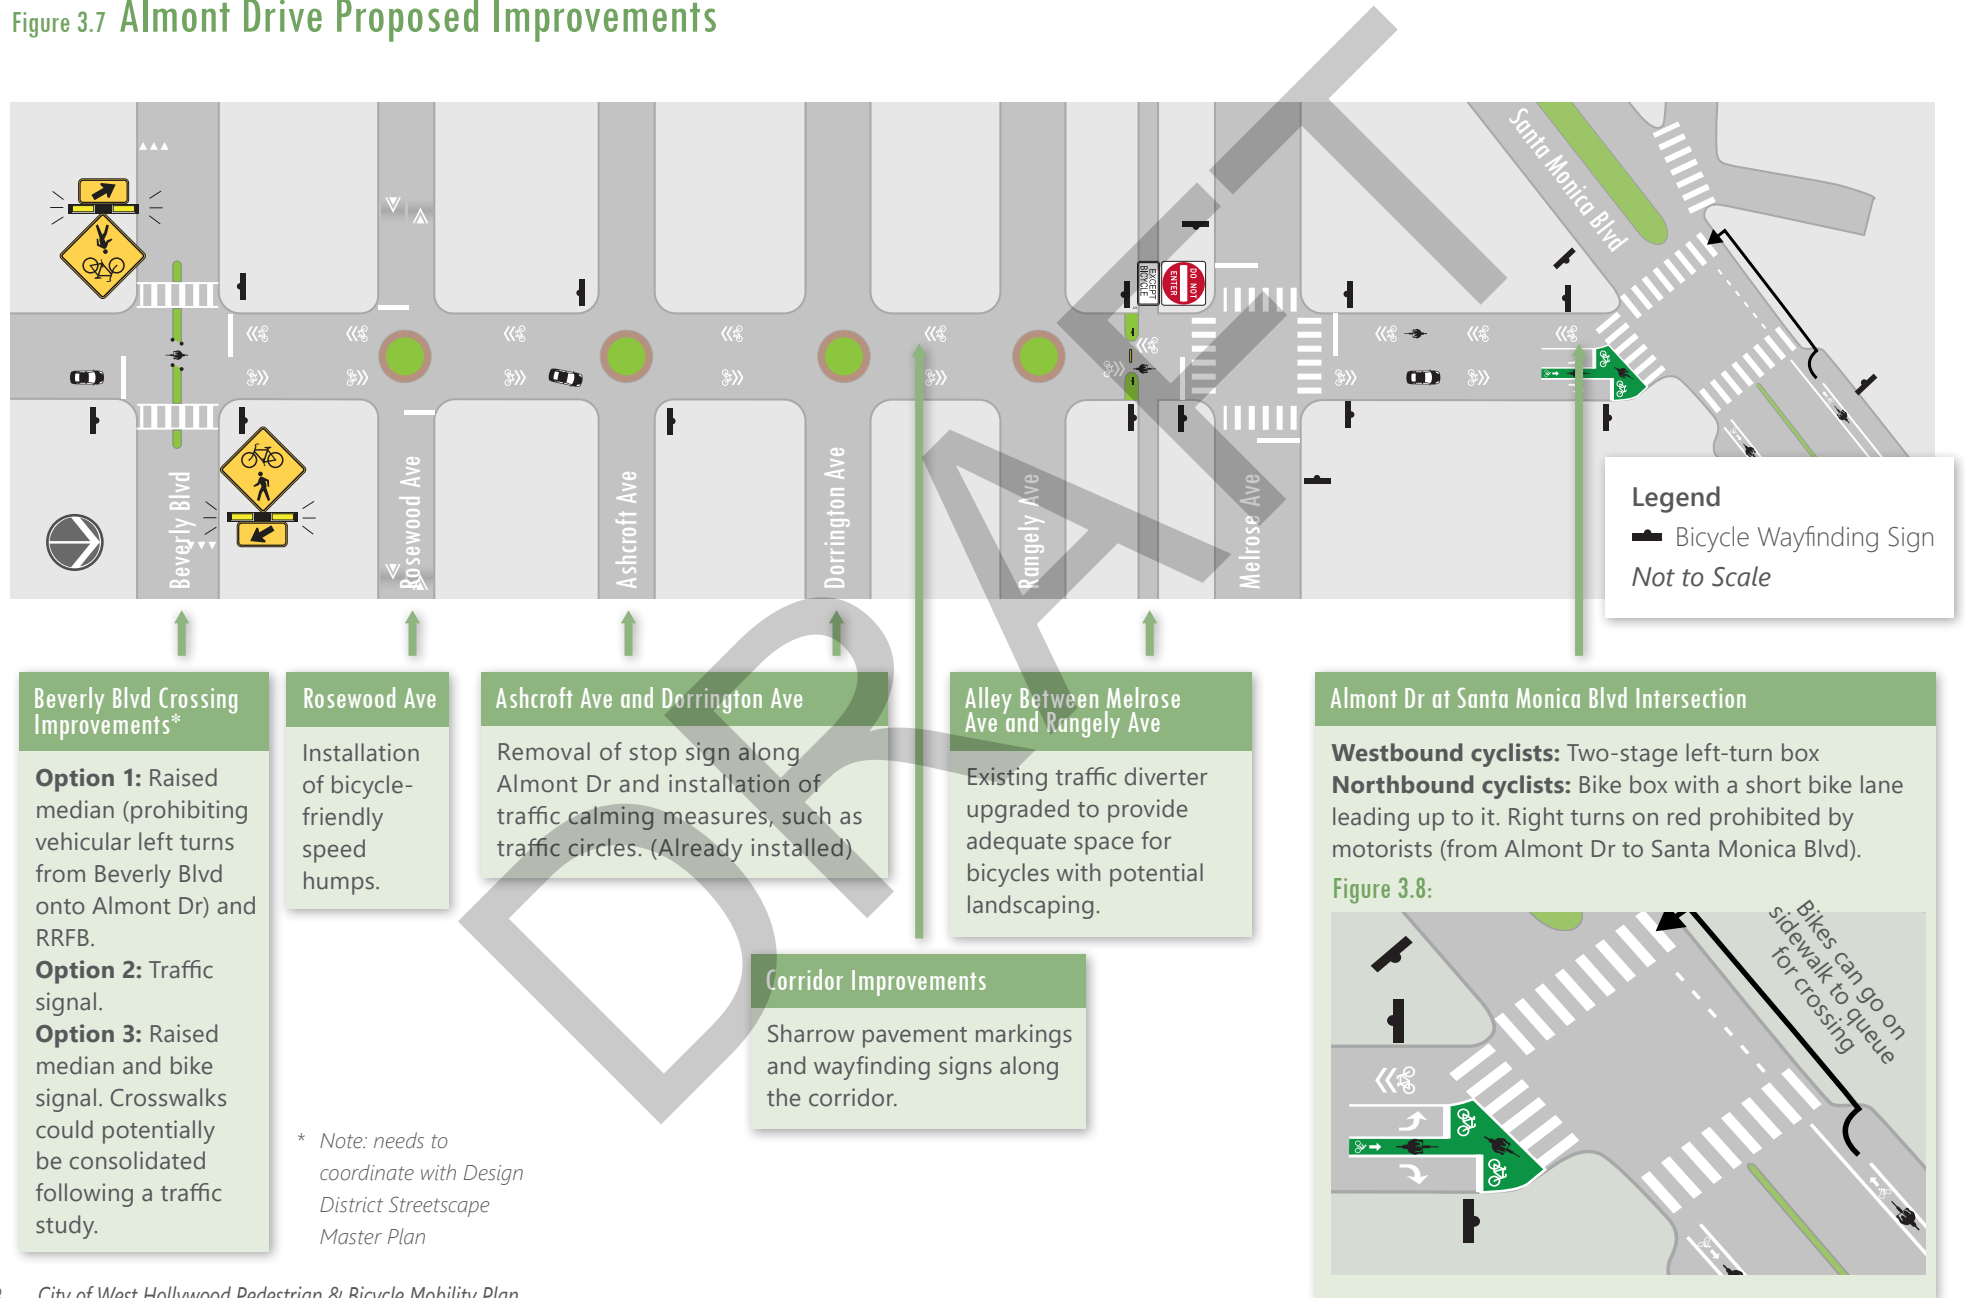 Figure 3.7 Almont Drive Proposed Improvements
DO NOT
ENTER
EXCEPT
BICYCLE
Santa Monica Blvd
Beverly Blvd
Rosewood Ave
Ashcroft Ave
Dorrington Ave
Rangely Ave
Melrose Ave
Legend
Bicycle Wayfinding Sign
Not to Scale
Beverly Blvd Crossing
Improvements*
Option 1: Raised
median (prohibiting
vehicular left turns
from Beverly Blvd
onto Almont Dr) and
RRFB.
Option 2: Traffic
signal.
Option 3: Raised
median and bike
signal. Crosswalks
could potentially
be consolidated
following a traffic
study.
Rosewood Ave
Installation
of bicycle-
friendly
speed
humps.
* Note: needs to
coordinate with Design
District Streetscape
Master Plan
Ashcroft Ave and Dorrington Ave
Removal of stop sign along
Almont Dr and installation of
traffic calming measures, such as
traffic circles. (Already installed)
Corridor Improvements
Sharrow pavement markings
and wayfinding signs along
the corridor.
Alley Between Melrose
Ave and Rangely Ave
Existing traffic diverter
upgraded to provide
adequate space for
bicycles with potential
landscaping.
Almont Dr at Santa Monica Blvd Intersection
Westbound cyclists: Two-stage left-turn box
Northbound cyclists: Bike box with a short bike lane
leading up to it. Right turns on red prohibited by
motorists (from Almont Dr to Santa Monica Blvd).
Figure 3.8:
Bikes can go on
sidewalk to queue
for crossing
DRAFT
City of West Hollywood Pedestrian & Bicycle Mobility Plan